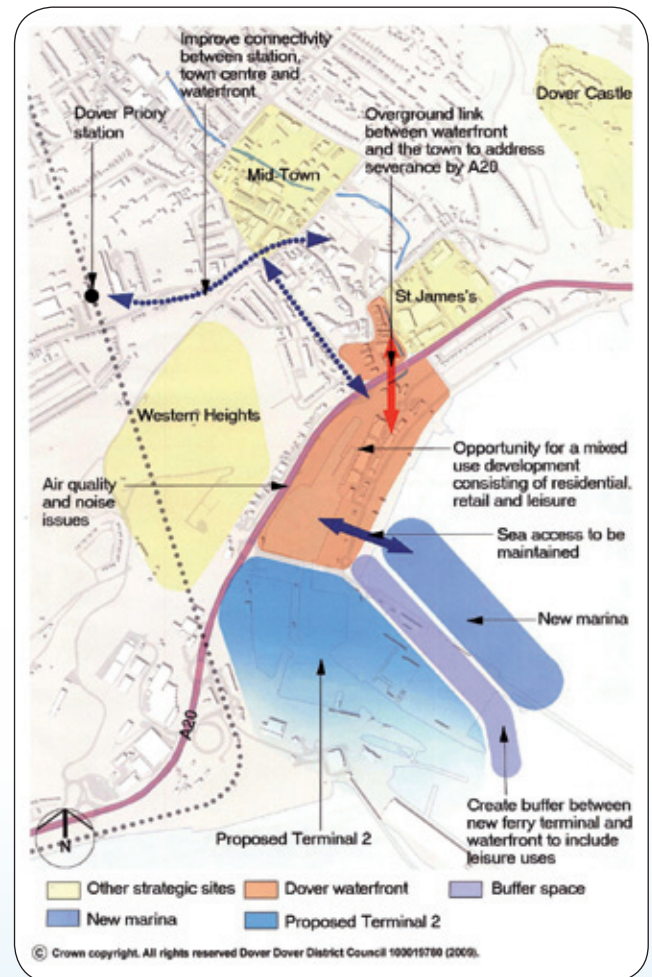 Improve connectivity
between station,
town centre and
waterfront
Dover Priory
station
Overground link
between waterfront
and the town to address
severance by A20
Dover Castle
Mid-Town
St James's
Western Heights
Opportunity for a mixed
use development
consisting of residential,
retail and leisure
Air quality
and noise
issues
Sea access to be
maintained
New marina
A20
Proposed Terminal 2
Create buffer between
new ferry terminal and
waterfront to include
leisure uses
N
Other strategic sites
Dover waterfront
Buffer space
New marina
Proposed Terminal 2
© Crown copyright. All rights reserved Dover Dover District Council 100019780 (2009).